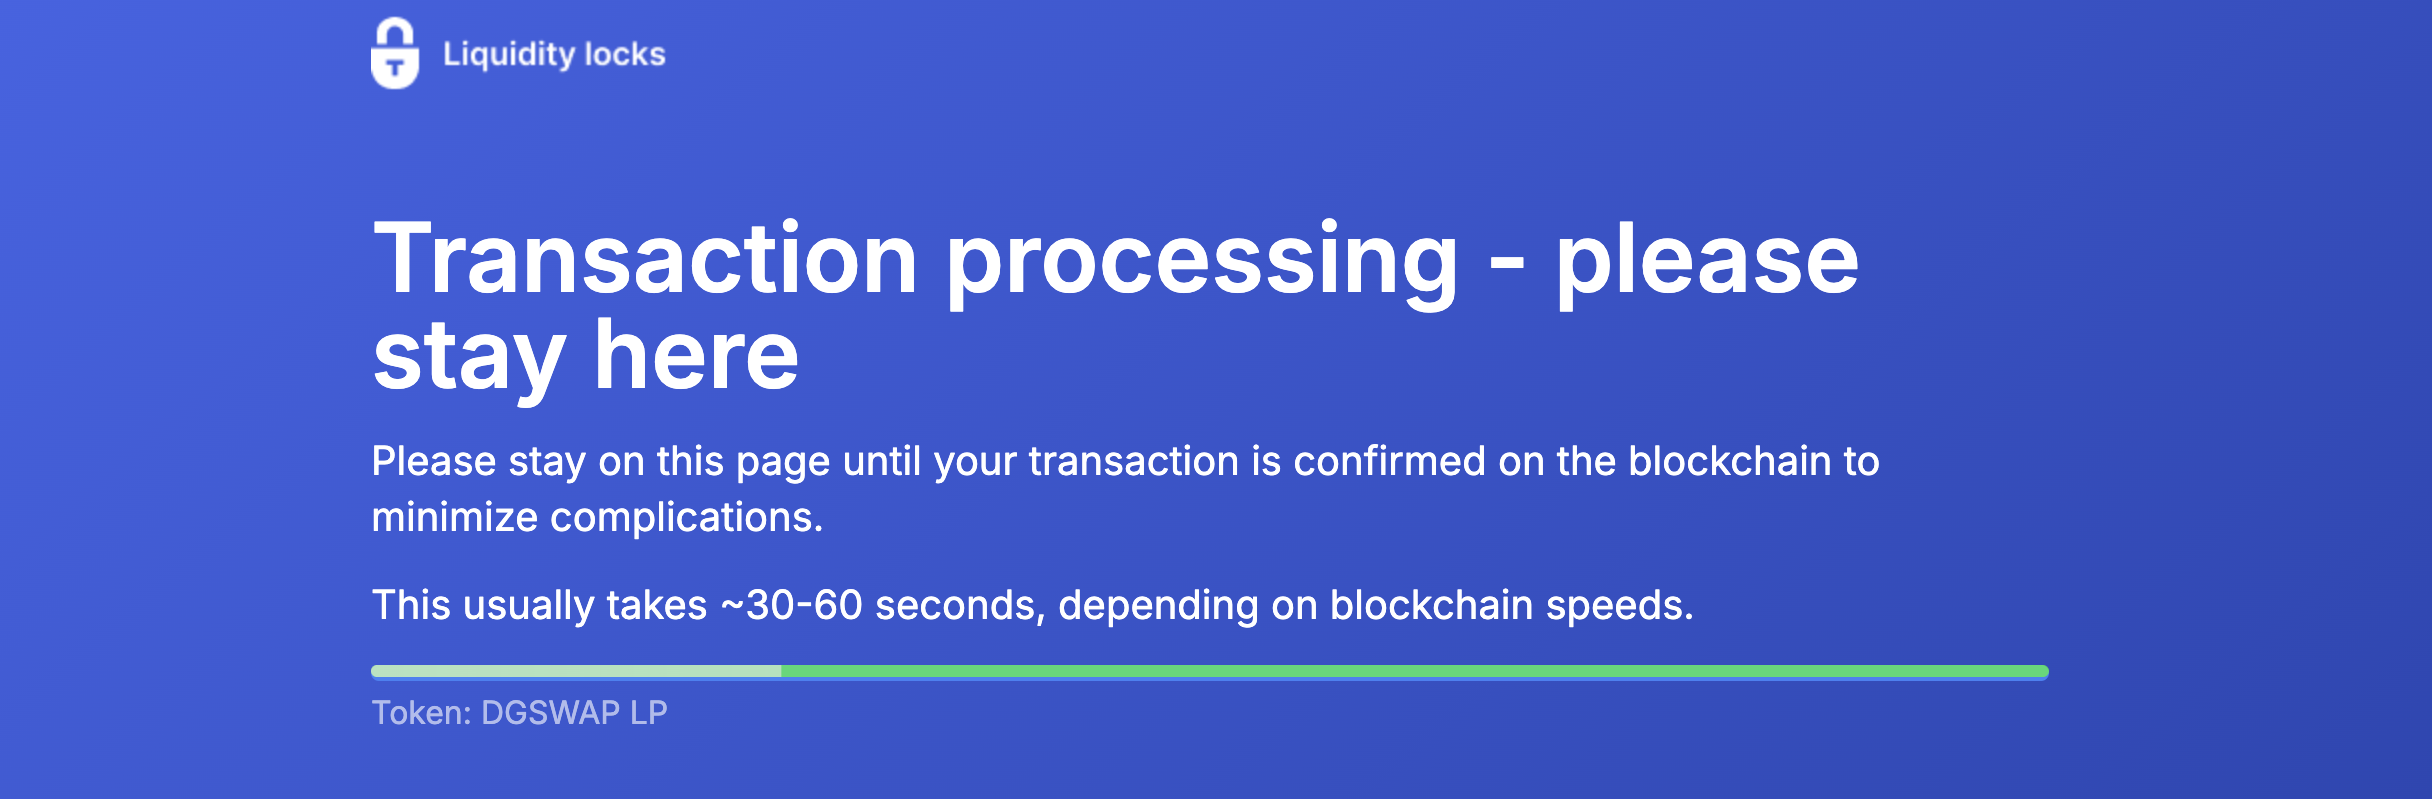 Liquidity locks
Transaction processing - please
stay here
Please stay on this page until your transaction is confirmed on the blockchain to
minimize complications.
This usually takes ~30-60 seconds, depending on blockchain speeds.
Token: DGSWAP LP